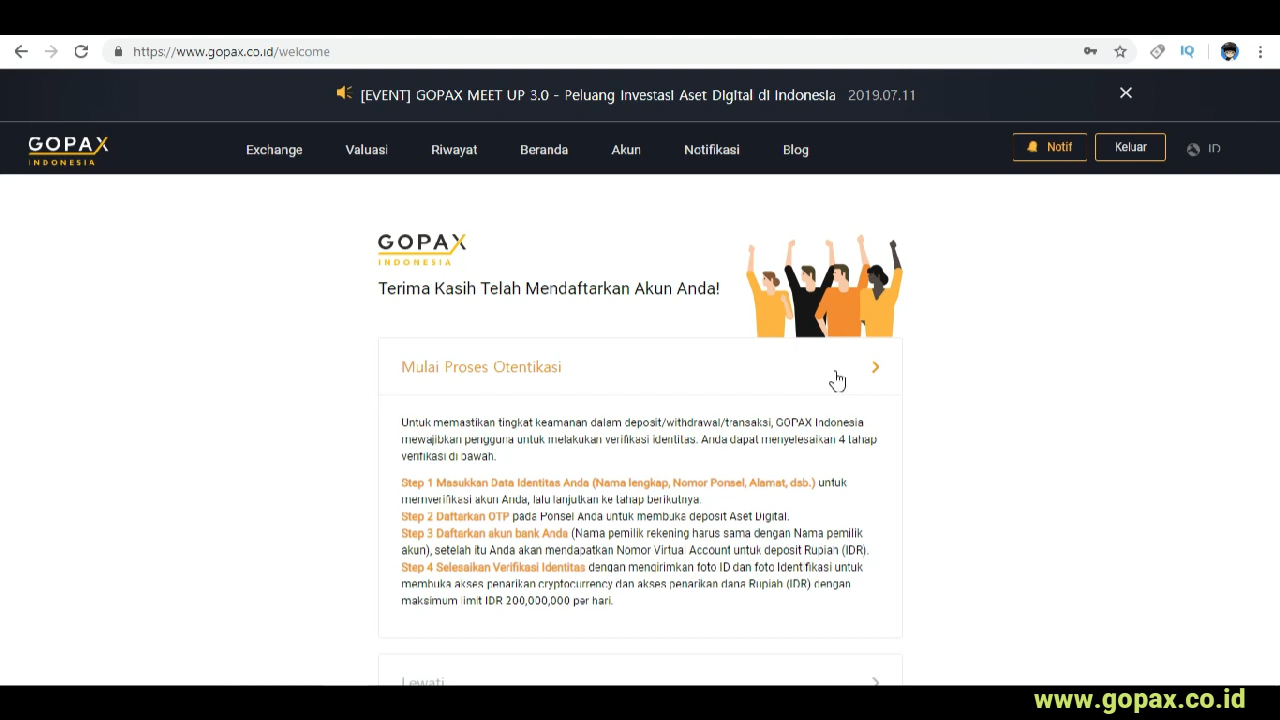 https://www.gopax.co.id/welcome
IQ
[EVENT] GOPAX MEET UP 3.0 - Peluang Investasi Aset Digital di Indonesia 2019.07.11
GOPAX
INDONESIA
Exchange Valuasi Riwayat Beranda Akun Notifikasi Blog
Notif
Keluar
ID
GOPAX
INDONESIA
Terima Kasih Telah Mendaftarkan Akun Anda!
Mulai Proses Otentikasi
Untuk memastikan tingkat keamanan dalam deposit/withdrawal/transaksi, GOPAX Indonesia
mewajibkan pengguna untuk melakukan verifikasi identitas. Anda dapat menyelesaikan 4 tahap
verifikasi di bawah.
Step 1 Masukkan Data Identitas Anda (Nama lengkap, Nomor Ponsel, Alamat, dsb.) untuk
memverifikasi akun Anda, lalu lanjutkan ke tahap berikutnya.
Step 2 Daftarkan OTP pada Ponsel Anda untuk membuka deposit Aset Digital.
Step 3 Daftarkan akun bank Anda (Nama pemilik rekening harus sama dengan Nama pemilik
akun), setelah itu Anda akan mendapatkan Nomor Virtual Account untuk deposit Rupiah (IDR).
Step 4 Selesaikan Verifikasi Identitas dengan mengirimkan foto ID dan foto Identifikasi untuk
membuka akses penarikan cryptocurrency dan akses penarikan dana Rupiah (IDR) dengan
maksimum limit IDR 200,000,000 per hari.
Lewati
www.gopax.co.id